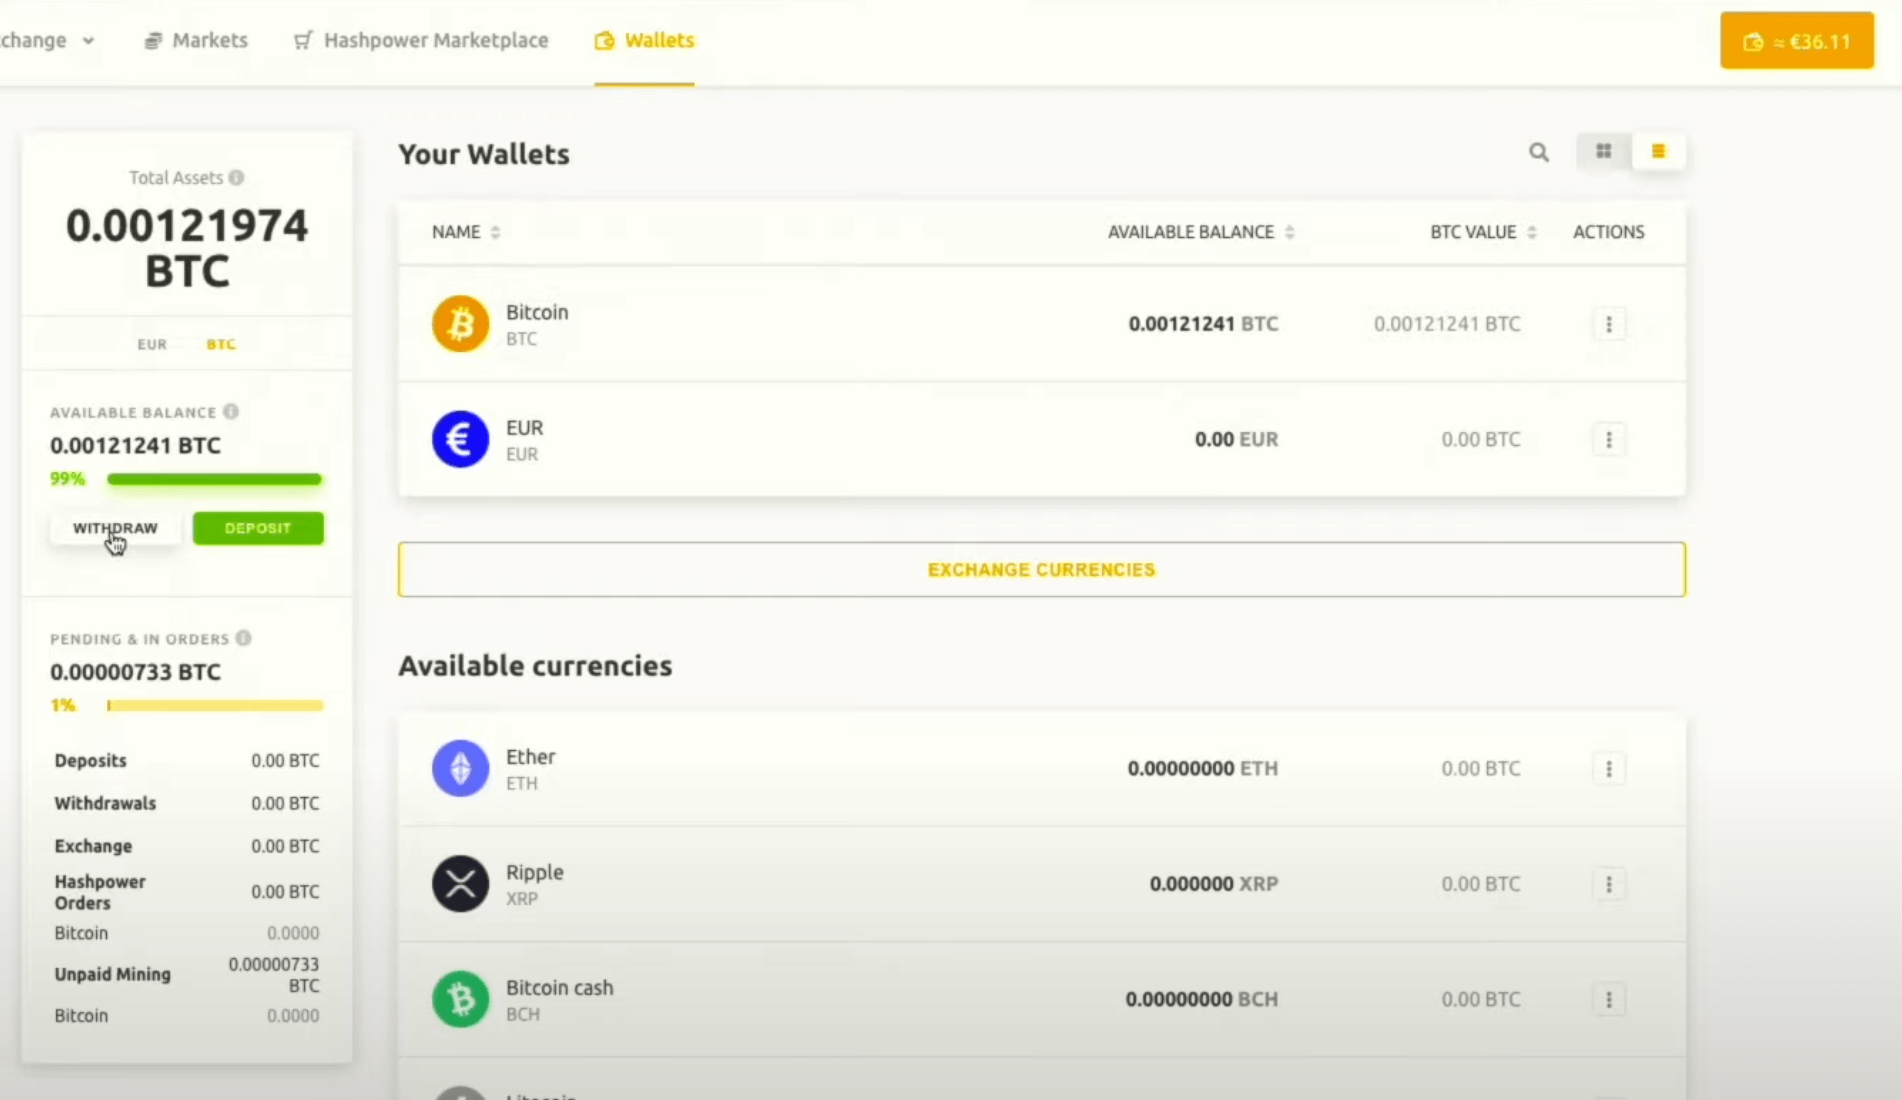 change
Markets
Hashpower Marketplace
Wallets
≈ €36.11
Total Assets
0.00121974
BTC
EUR BTC
AVAILABLE BALANCE
0.00121241 BTC
99%
WITHDRAW DEPOSIT
PENDING & IN ORDERS
0.00000733 BTC
1%
Deposits 0.00 BTC
Withdrawals 0.00 BTC
Exchange 0.00 BTC
Hashpower
Orders 0.00 BTC
Bitcoin 0.0000
Unpaid Mining 0.00000733
BTC
Bitcoin 0.0000
Your Wallets
NAME AVAILABLE BALANCE BTC VALUE ACTIONS
Bitcoin
BTC
0.00121241 BTC 0.00121241 BTC
EUR
EUR
0.00 EUR 0.00 BTC
EXCHANGE CURRENCIES
Available currencies
Ether
ETH
0.00000000 ETH 0.00 BTC
Ripple
XRP
0.000000 XRP 0.00 BTC
Bitcoin cash
BCH
0.00000000 BCH 0.00 BTC